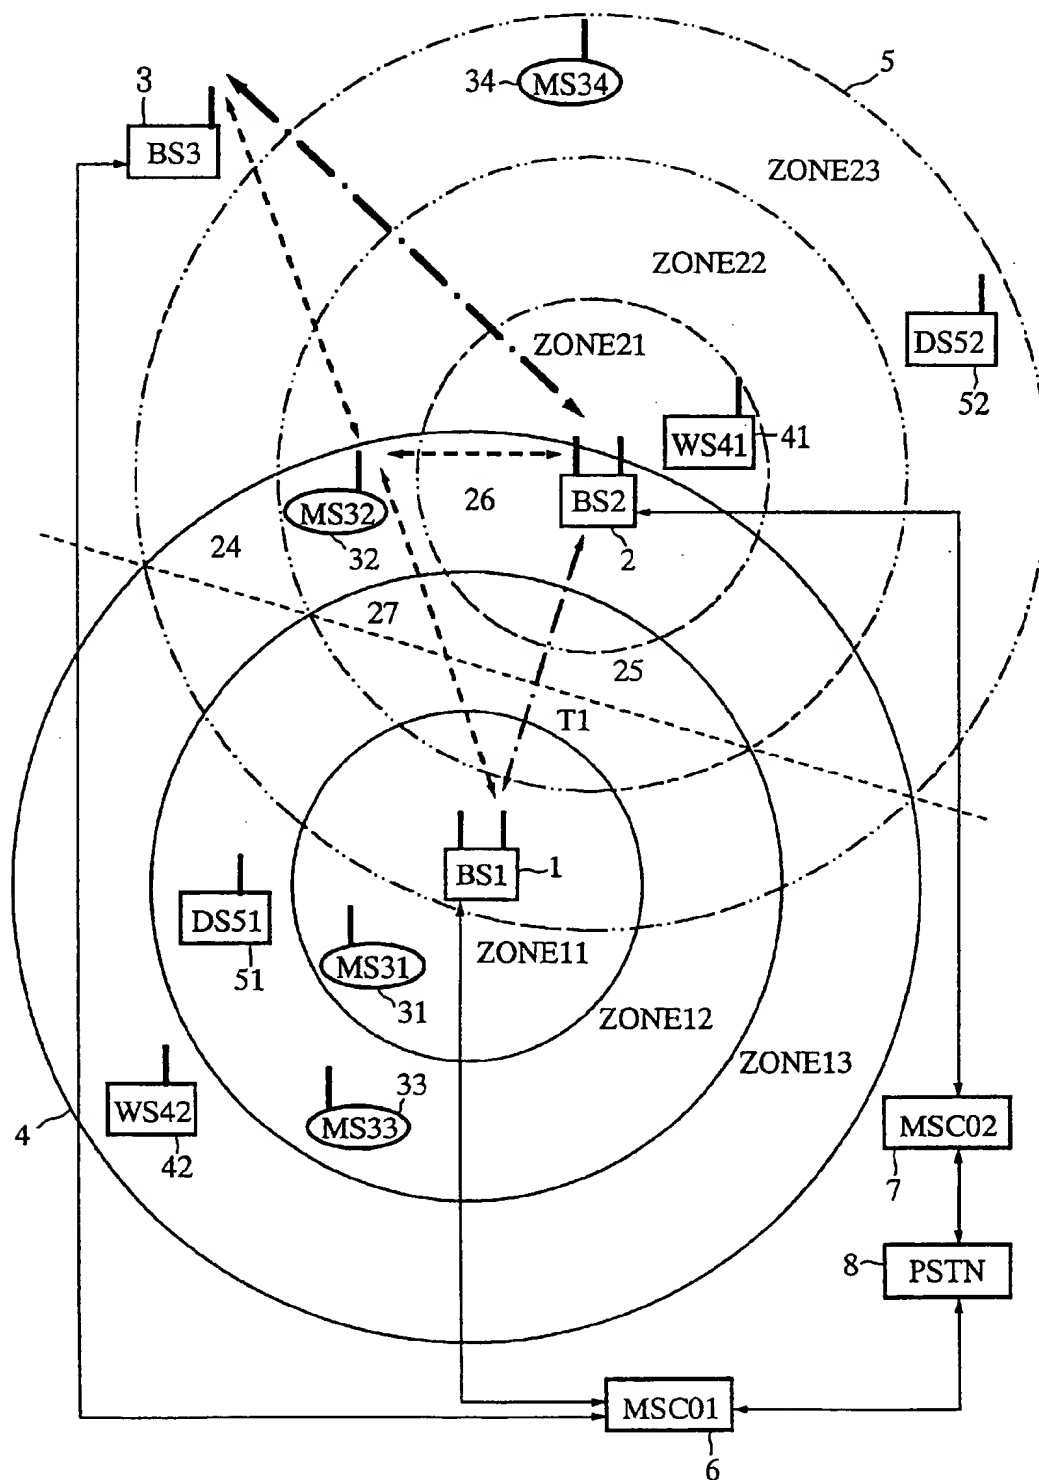 5
3
34 MS34
BS3
ZONE23
ZONE22
ZONE21
DS52
52
WS41 41
26
BS2
MS32
24
32
2
27
25
T1
BS1 1
DS51
51
MS31
31
ZONE11
ZONE12
ZONE13
33
WS42
MS33
4
42
MSC02
7
8 PSTN
MSC01
6